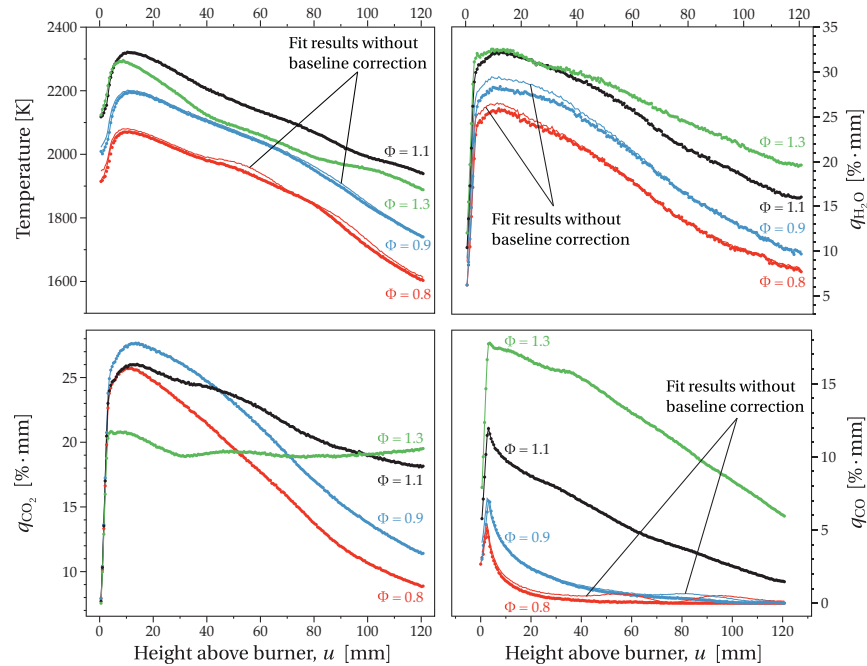 2400
2200
2000
1800
1600
Temperature [K]
0
20
40
60
80
100
120
Fit results without
baseline correction
Φ = 1.1
Φ = 1.3
Φ = 0.9
Φ = 0.8
0
20
40
60
80
100
120
35
30
25
20
15
10
5
qH2O [%·mm]
Φ = 1.3
Φ = 1.1
Fit results without
baseline correction
Φ = 0.9
Φ = 0.8
25
20
15
10
qCO2 [%·mm]
Φ = 1.3
Φ = 1.1
Φ = 0.9
Φ = 0.8
0
20
40
60
80
100
120
Height above burner, u [mm]
Φ = 1.3
Fit results without
baseline correction
Φ = 1.1
Φ = 0.9
Φ = 0.8
15
10
5
0
qCO [%·mm]
0
20
40
60
80
100
120
Height above burner, u [mm]